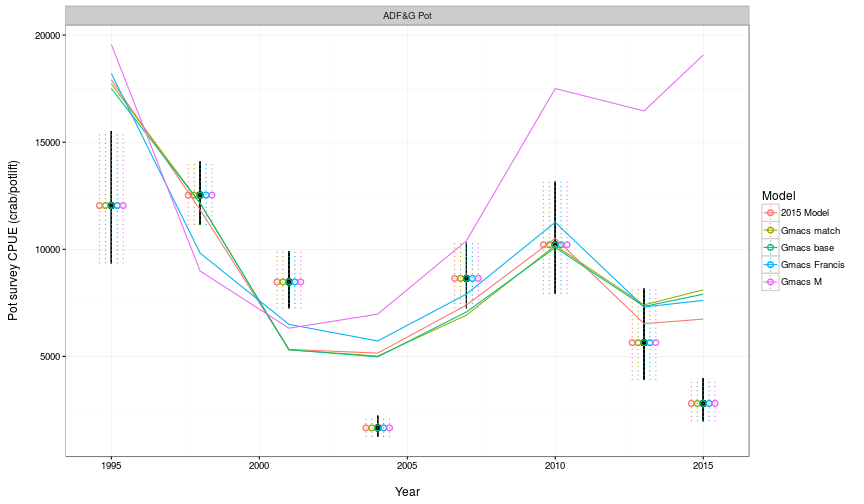 ADF&G Pot
Pot survey CPUE (crab/potlift)
20000
15000
10000
5000
1995
2000
2005
2010
2015
Year
Model
2015 Model
Gmacs match
Gmacs base
Gmacs Francis
Gmacs M